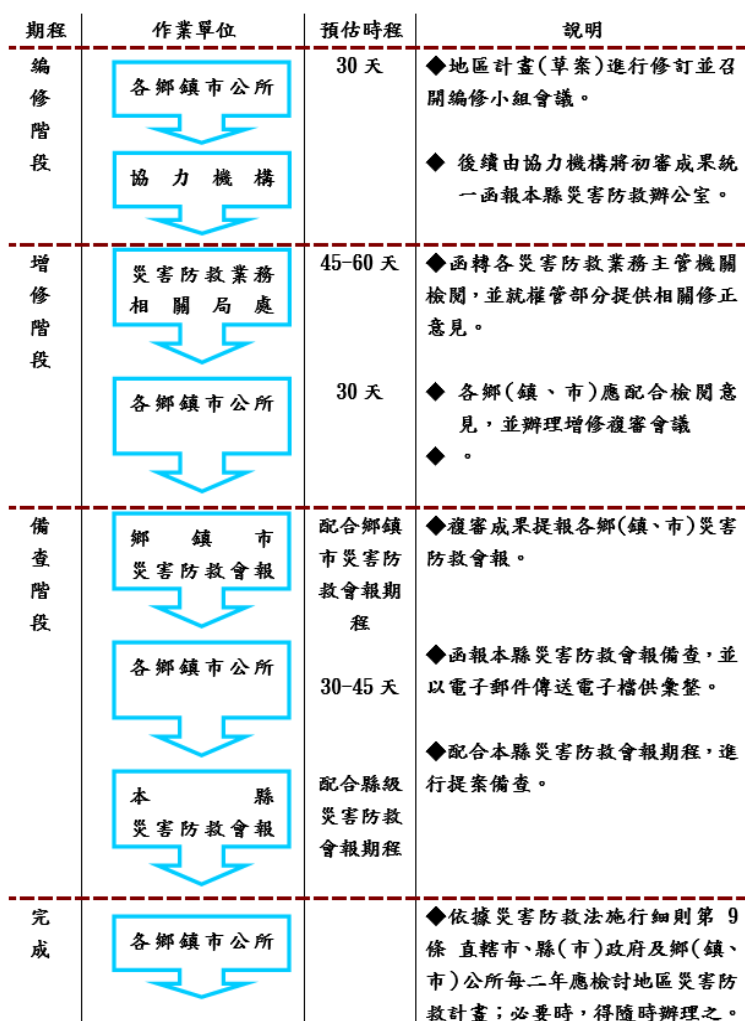 期程 作業單位 預估時程 說明
編修階段
各鄉鎮市公所
30 天
◆地區計畫(草案)進行修訂並召
開編修小組會議。
協力機構
◆ 後續由協力機構將初審成果統
一函報本縣災害防救辦公室。
增修階段
災害防救業務
相關局處
45-60 天
◆函轉各災害防救業務主管機關
檢閱，並就權管部分提供相關修正
意見。
各鄉鎮市公所
30 天
◆ 各鄉(鎮、市)應配合檢閱意
見，並辦理增修複審會議
◆ 。
備查階段
鄉鎮市
災害防救會報
配合鄉鎮
市災害防
救會報期
程
◆複審成果提報各鄉(鎮、市)災害
防救會報。
各鄉鎮市公所
30-45 天
◆函報本縣災害防救會報備查，並
以電子郵件傳送電子檔供彙整。
本縣
災害防救會報
配合縣級
災害防救
會報期程
◆配合本縣災害防救會報期程，進
行提案備查。
完成
各鄉鎮市公所
◆依據災害防救法施行細則第 9
條 直轄市、縣(市)政府及鄉(鎮、
市)公所每二年應檢討地區災害防
救計畫；必要時，得隨時辦理之。